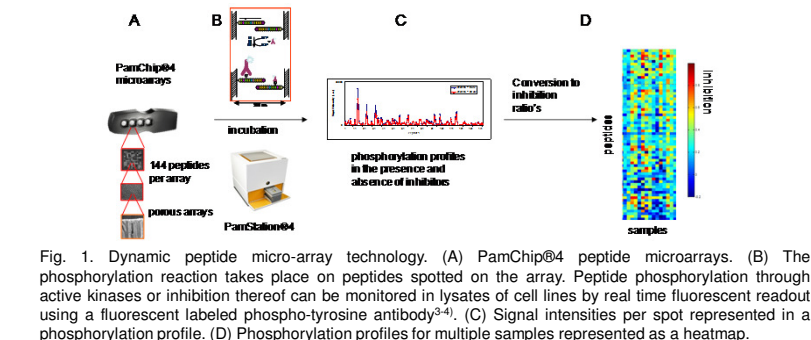 A
B
C
D
PamChip®4
microarrays
144 peptides
per array
porous arrays
incubation
PamStation®4
phosphorylation profiles
in the presence and
absence of inhibitors
Conversion to
inhibition
ratio's
peptides
samples
Inhibition
Fig. 1. Dynamic peptide micro-array technology. (A) PamChip®4 peptide microarrays. (B) The
phosphorylation reaction takes place on peptides spotted on the array. Peptide phosphorylation through
active kinases or inhibition thereof can be monitored in lysates of cell lines by real time fluorescent readout
using a fluorescent labeled phospho-tyrosine antibody3-4). (C) Signal intensities per spot represented in a
phosphorylation profile. (D) Phosphorylation profiles for multiple samples represented as a heatmap.